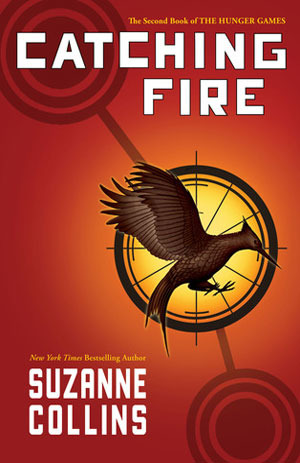 The Second Book of THE HUNGER GAMES
CATCHING
FIRE
New York Times Bestselling Author
SUZANNE
COLLINS